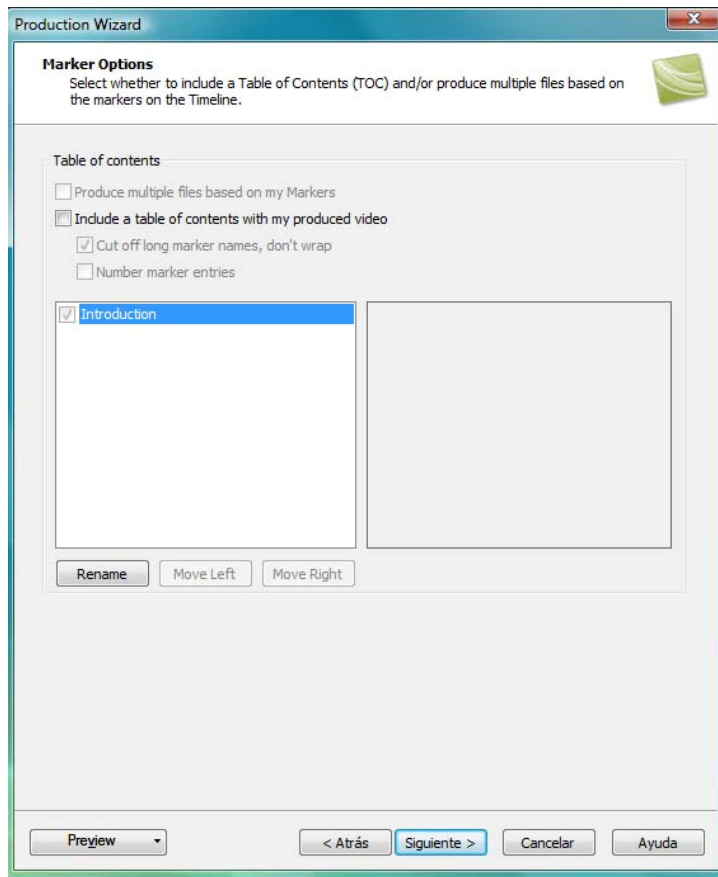 Production Wizard
Marker Options
Select whether to include a Table of Contents (TOC) and/or produce multiple files based on
the markers on the Timeline.
Table of contents
Produce multiple files based on my Markers
Include a table of contents with my produced video
Cut off long marker names, don't wrap
Number marker entries
Introduction
Rename Move Left Move Right
Preview < Atrás Siguiente > Cancelar Ayuda